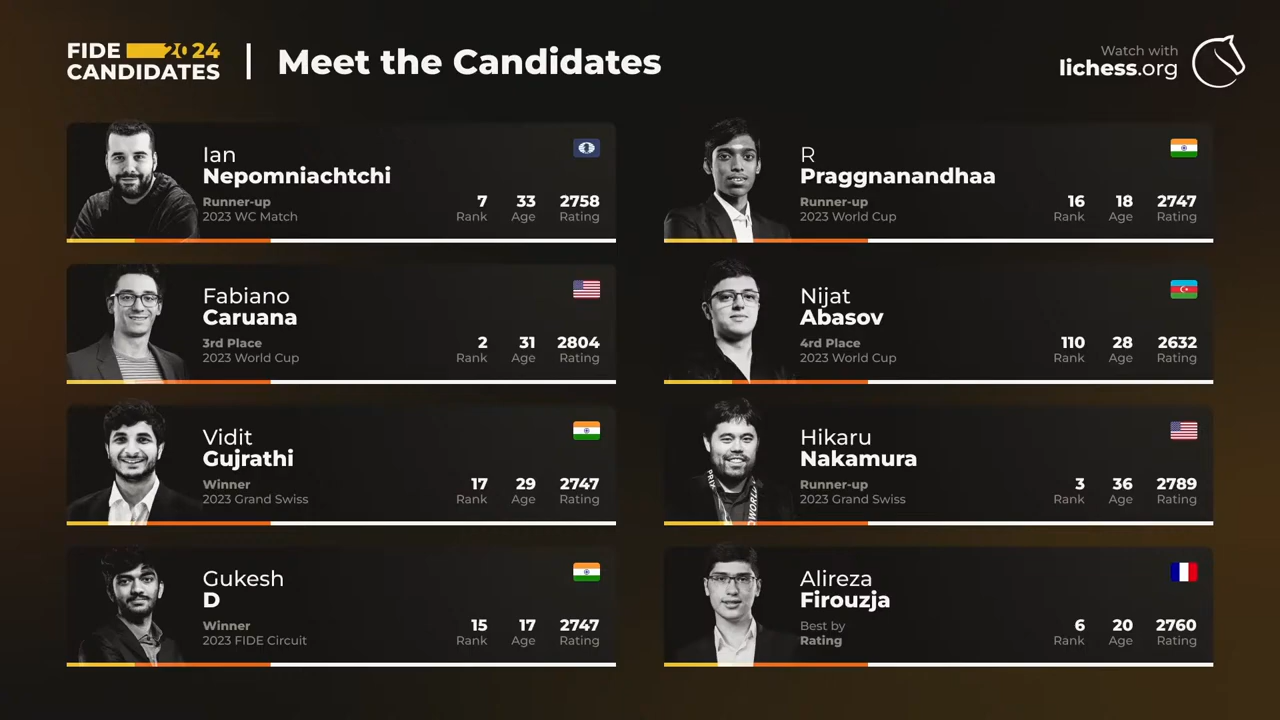 FIDE 2024
CANDIDATES
Meet the Candidates
Watch with
lichess.org
Ian
Nepomniachtchi
Runner-up
2023 WC Match
7 33 2758
Rank Age Rating
R
Praggnanandhaa
Runner-up
2023 World Cup
16 18 2747
Rank Age Rating
Fabiano
Caruana
3rd Place
2023 World Cup
2 31 2804
Rank Age Rating
Nijat
Abasov
4rd Place
2023 World Cup
110 28 2632
Rank Age Rating
Vidit
Gujrathi
Winner
2023 Grand Swiss
17 29 2747
Rank Age Rating
Hikaru
Nakamura
Runner-up
2023 Grand Swiss
3 36 2789
Rank Age Rating
Gukesh
D
Winner
2023 FIDE Circuit
15 17 2747
Rank Age Rating
Alireza
Firouzja
Best by
Rating
6 20 2760
Rank Age Rating